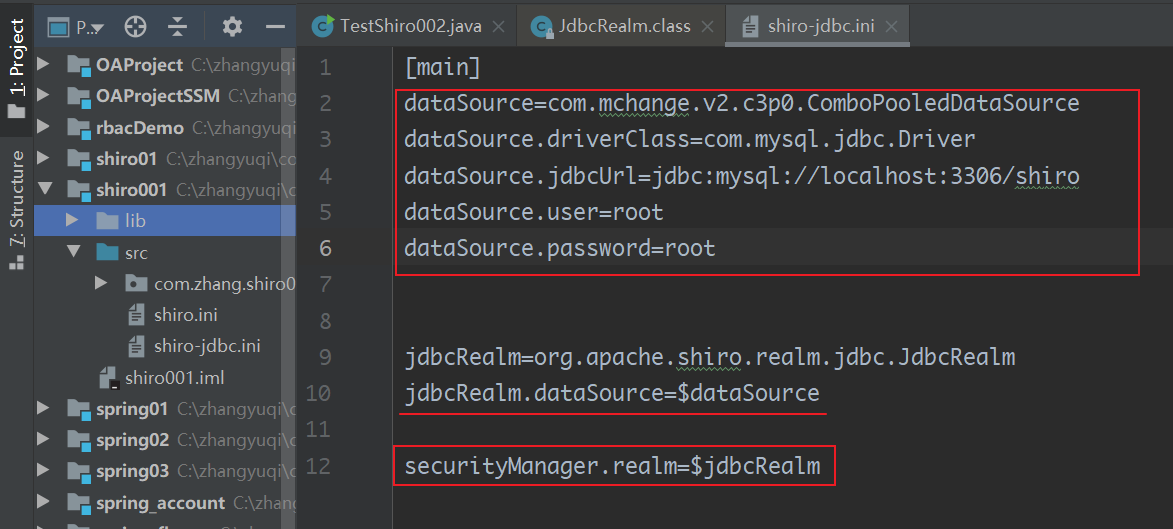 1: Project
7: Structure
P...
OAProject C:\zhangyuqi\
OAProjectSSM C:\zhangy
rbacDemo C:\zhangyuqi
shiro01 C:\zhangyuqi\co
shiro001 C:\zhangyuqi\c
lib
src
com.zhang.shiro0
shiro.ini
shiro-jdbc.ini
shiro001.iml
spring01 C:\zhangyuqi\c
spring02 C:\zhangyuqi\c
spring03 C:\zhangyuqi\c
spring_account C:\zhang
TestShiro002.java
JdbcRealm.class
shiro-jdbc.ini
1 [main]
2 dataSource=com.mchange.v2.c3p0.ComboPooledDataSource
3 dataSource.driverClass=com.mysql.jdbc.Driver
4 dataSource.jdbcUrl=jdbc:mysql://localhost:3306/shiro
5 dataSource.user=root
6 dataSource.password=root
7
8
9 jdbcRealm=org.apache.shiro.realm.jdbc.JdbcRealm
10 jdbcRealm.dataSource=$dataSource
11
12 securityManager.realm=$jdbcRealm